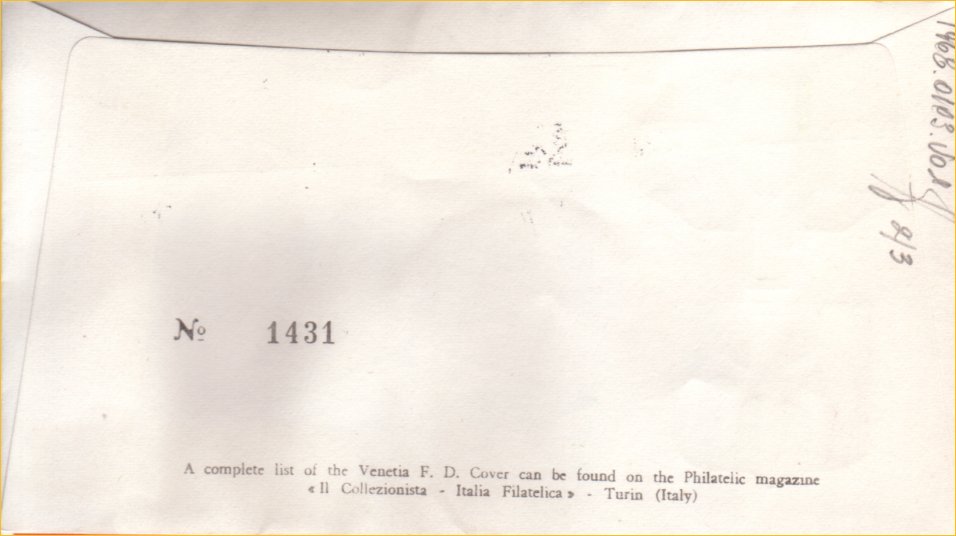 № 1431
A complete list of the Venetia F. D. Cover can be found on the Philatelic magazine
« Il Collezionista - Italia Filatelica » - Turin (Italy)